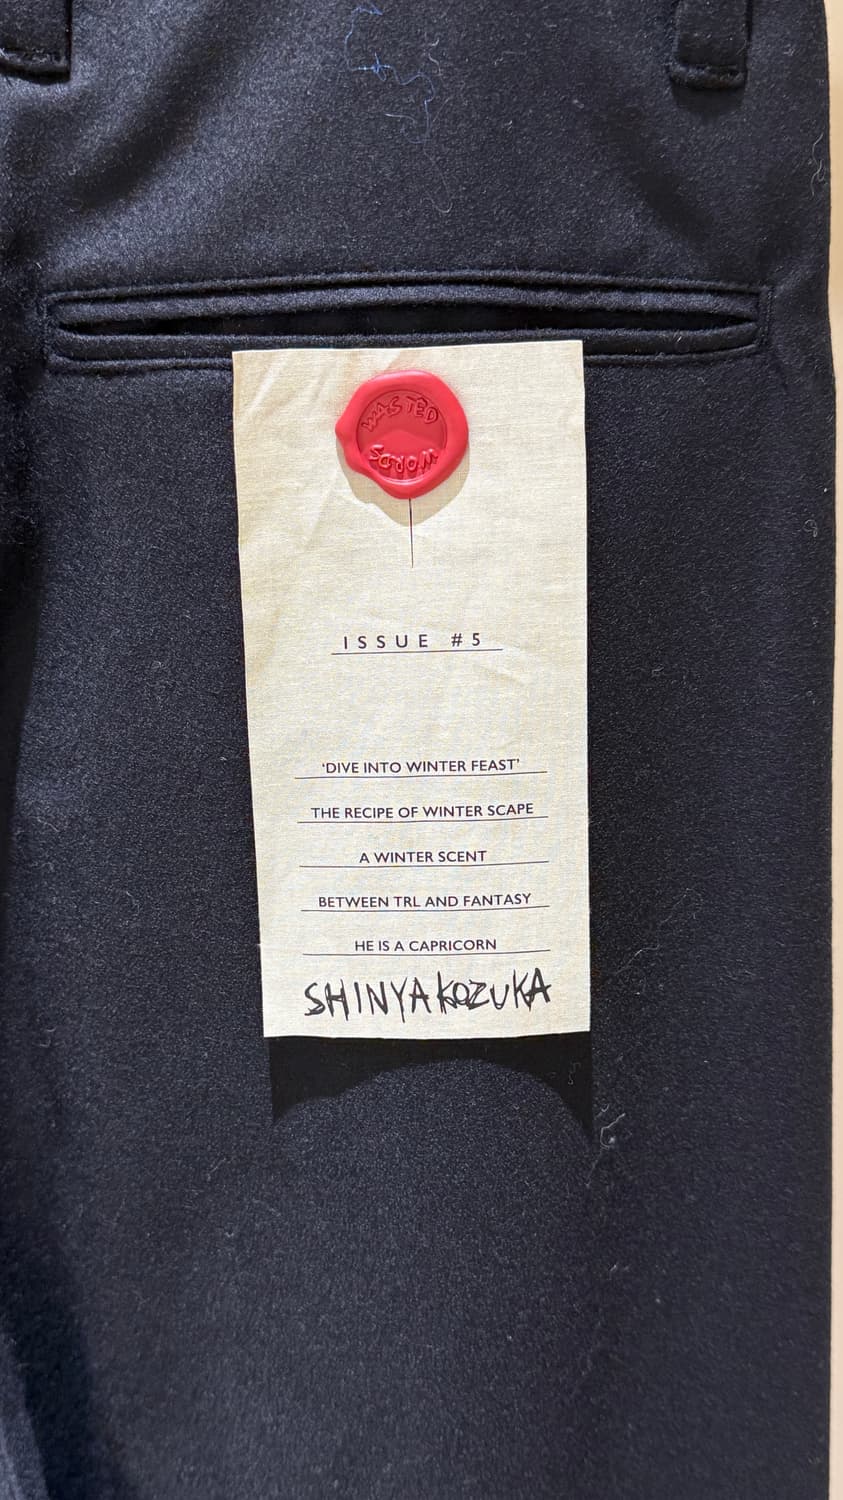 WASTED
WORDS
ISSUE #5
'DIVE INTO WINTER FEAST'
THE RECIPE OF WINTER SCAPE
A WINTER SCENT
BETWEEN TRL AND FANTASY
HE IS A CAPRICORN
SHINYAKOZUKA